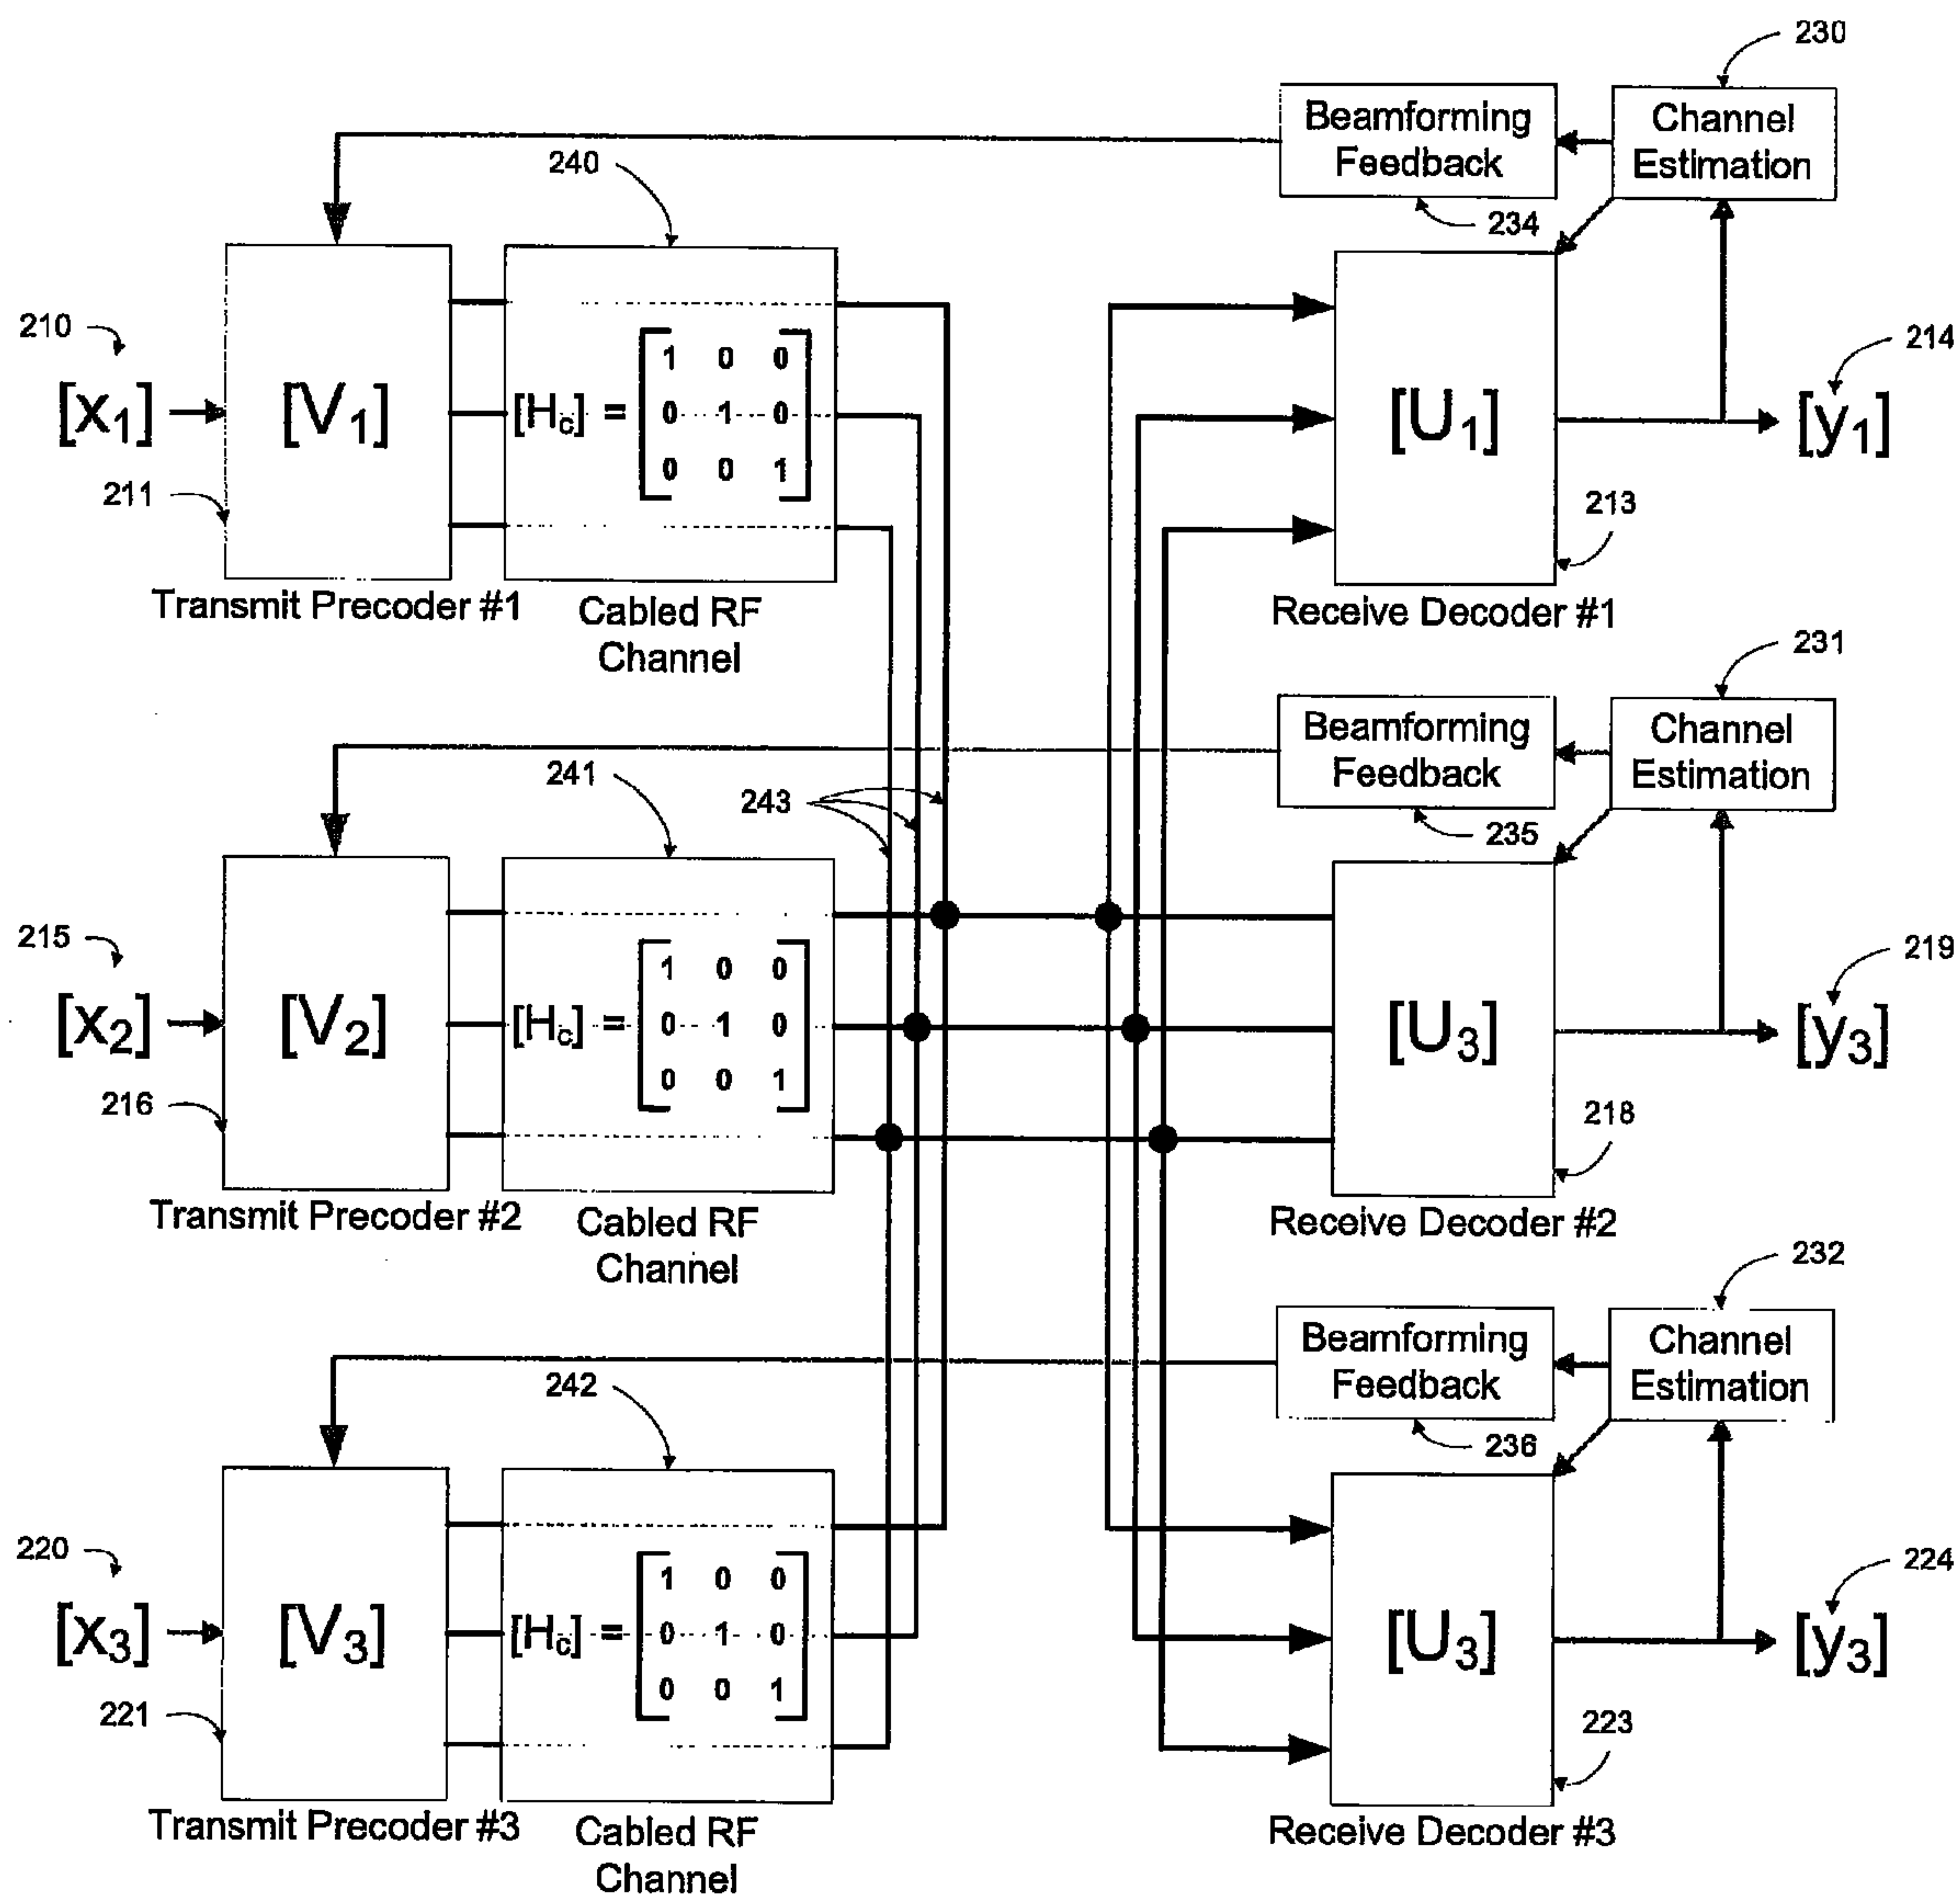 230
Beamforming
Feedback
Channel
Estimation
240
234
210
[x₁]
[V₁]
[Hc] =
1 0 0
0 1 0
0 0 1
[U₁]
214
[y₁]
211
213
Transmit Precoder #1
Cabled RF
Channel
Receive Decoder #1
231
Beamforming
Feedback
Channel
Estimation
241
243
235
215
[x₂]
[V₂]
[Hc] =
1 0 0
0 1 0
0 0 1
[U₃]
219
[y₃]
216
218
Transmit Precoder #2
Cabled RF
Channel
Receive Decoder #2
232
Beamforming
Feedback
Channel
Estimation
242
236
220
[x₃]
[V₃]
[Hc] =
1 0 0
0 1 0
0 0 1
[U₃]
224
[y₃]
221
223
Transmit Precoder #3
Cabled RF
Channel
Receive Decoder #3